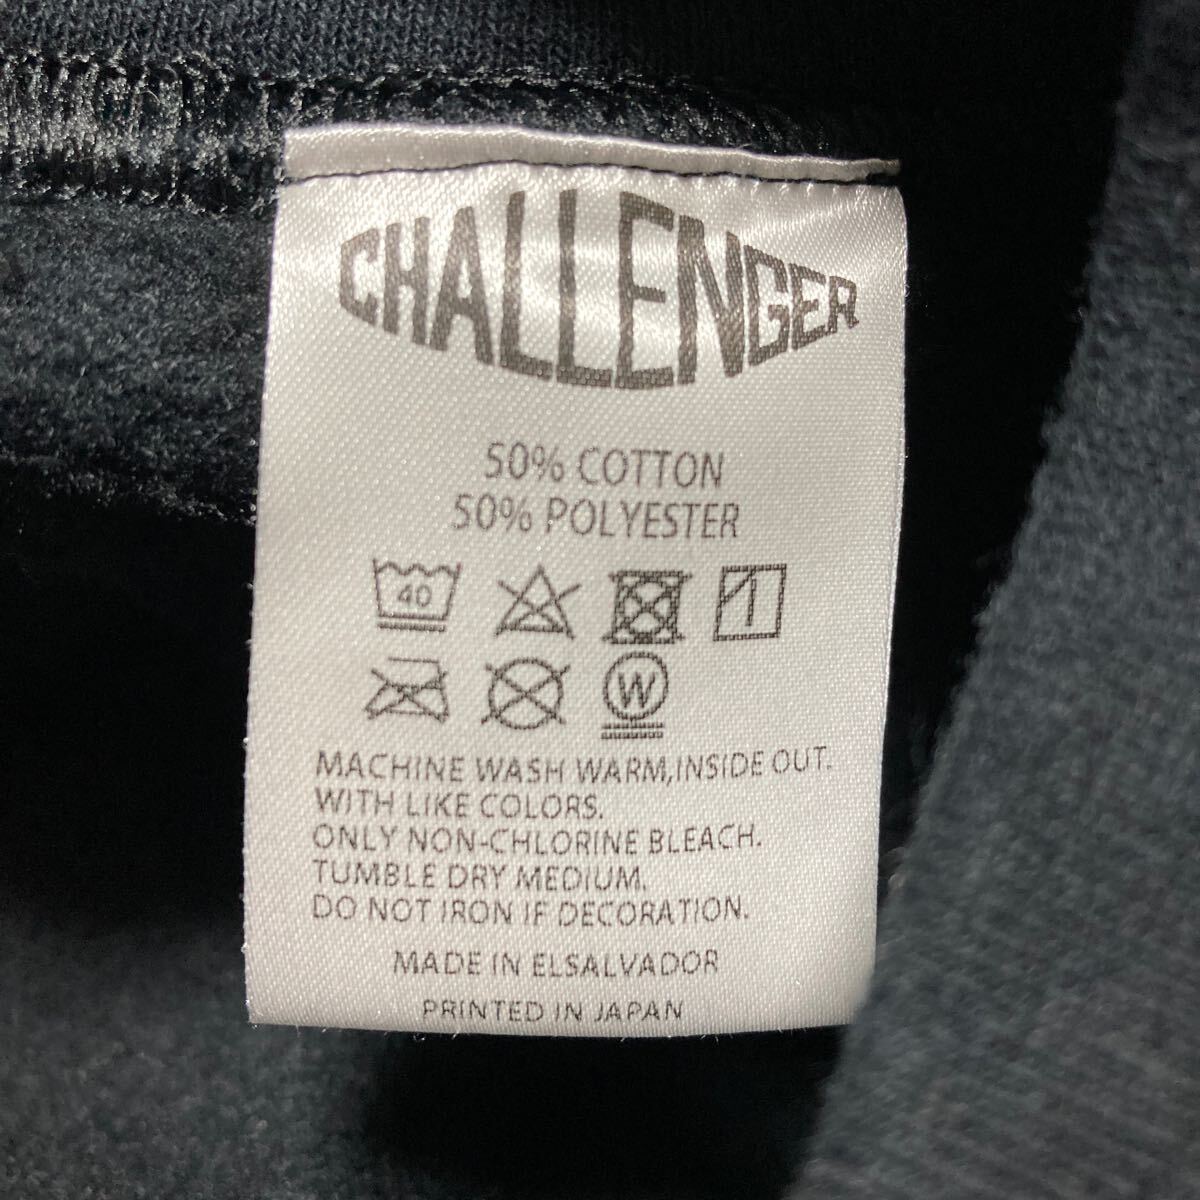 CHALLENGER
50% COTTON
50% POLYESTER
40
W
MACHINE WASH WARM,INSIDE OUT.
WITH LIKE COLORS.
ONLY NON-CHLORINE BLEACH.
TUMBLE DRY MEDIUM.
DO NOT IRON IF DECORATION.
MADE IN ELSALVADOR
PRINTED IN JAPAN